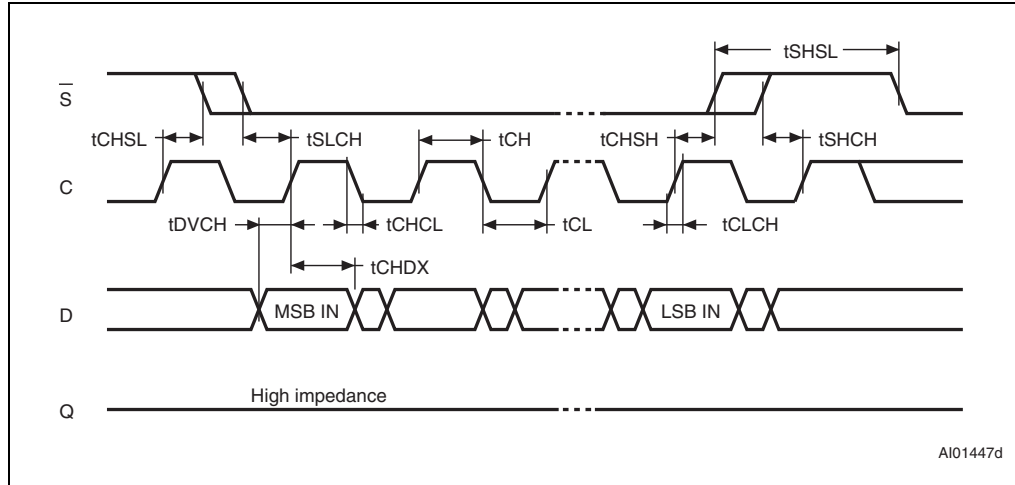 tSHSL
S
tCHSL
tSLCH
tCH
tCHSH
tSHCH
C
tDVCH
tCHCL
tCL
tCLCH
tCHDX
D
MSB IN
LSB IN
High impedance
Q
AI01447d